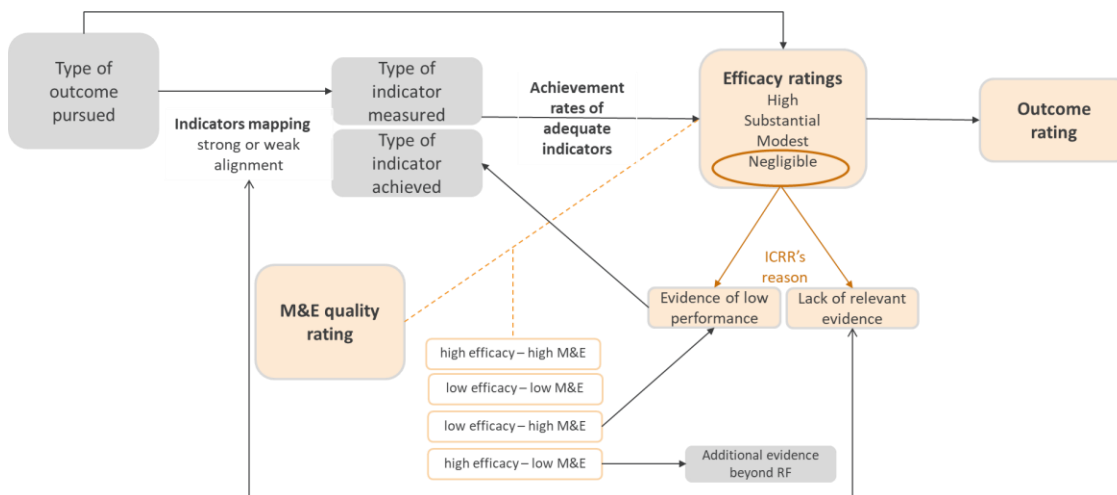 Type of
outcome
pursued
Indicators mapping
strong or weak
alignment
Type of
indicator
measured
Type of
indicator
achieved
Achievement
rates of
adequate
indicators
Efficacy ratings
High
Substantial
Modest
Negligible
Outcome
rating
ICRR's
reason
Evidence of low
performance
Lack of relevant
evidence
M&E quality
rating
high efficacy – high M&E
low efficacy – low M&E
low efficacy – high M&E
high efficacy – low M&E
Additional evidence
beyond RF